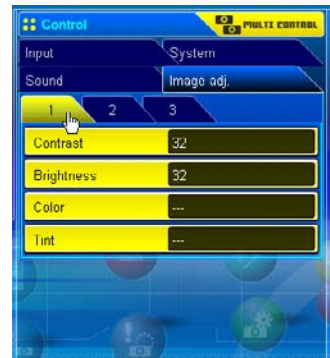 Control MULTI CONTROL
Input System
Sound Image adj.
1 2 3
Contrast 32
Brightness 32
Color ---
Tint ---